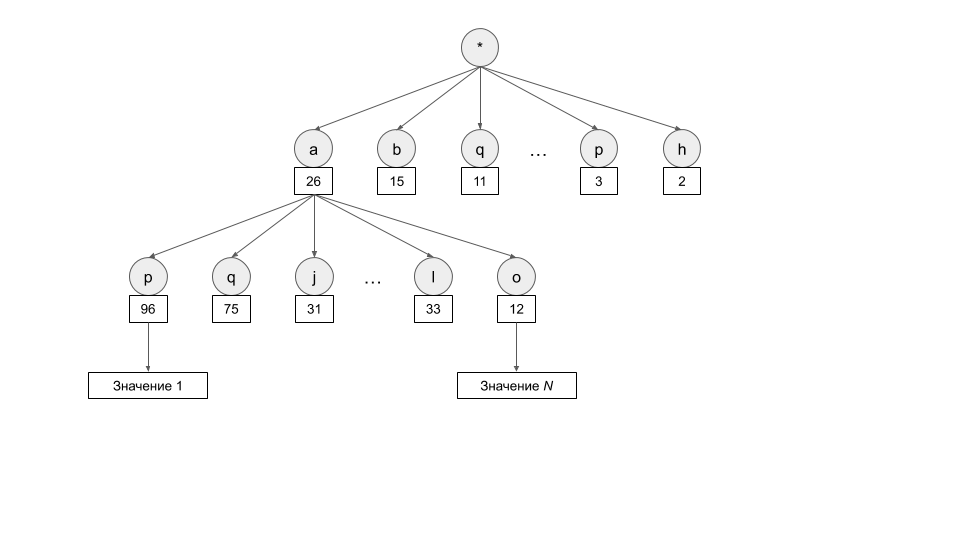 *
a b q ... p h
26 15 11 3 2
p q j ... l o
96 75 31 33 12
Значение 1 Значение N